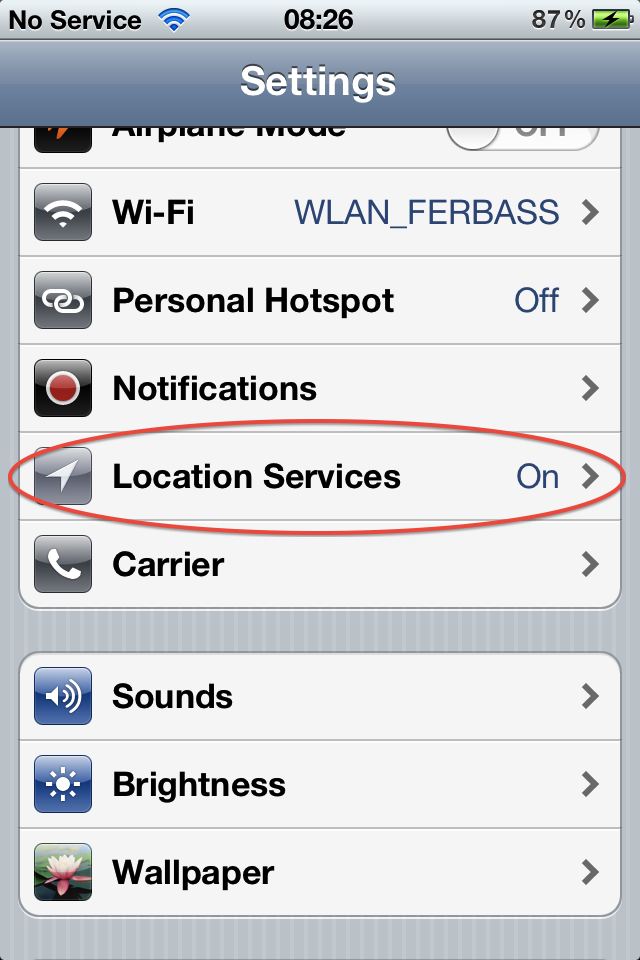 No Service 08:26 87%
Settings
Airplane Mode OFF
Wi-Fi WLAN_FERBASS
Personal Hotspot Off
Notifications
Location Services On
Carrier
Sounds
Brightness
Wallpaper